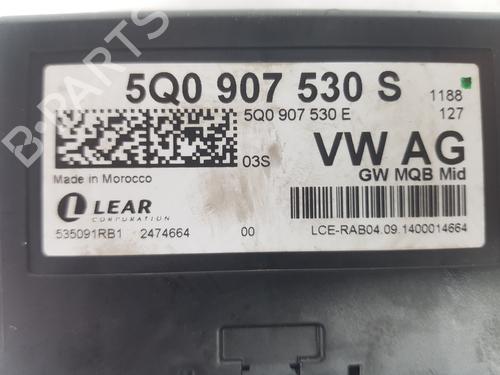 5Q0 907 530 S
1188
5Q0 907 530 E
127
03S
VW AG
Made in Morocco
GW MQB Mid
LEAR
CORPORATION
535091RB1 2474664 00
LCE-RAB04.09.1400014664
B-PARTS